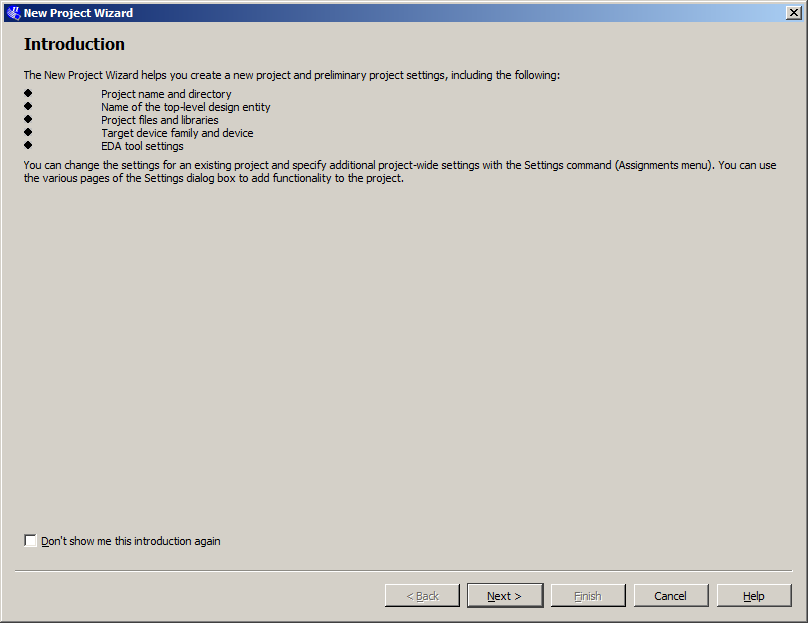 New Project Wizard
Introduction
The New Project Wizard helps you create a new project and preliminary project settings, including the following:
Project name and directory
Name of the top-level design entity
Project files and libraries
Target device family and device
EDA tool settings
You can change the settings for an existing project and specify additional project-wide settings with the Settings command (Assignments menu). You can use
the various pages of the Settings dialog box to add functionality to the project.
Don't show me this introduction again
< Back Next > Finish Cancel Help